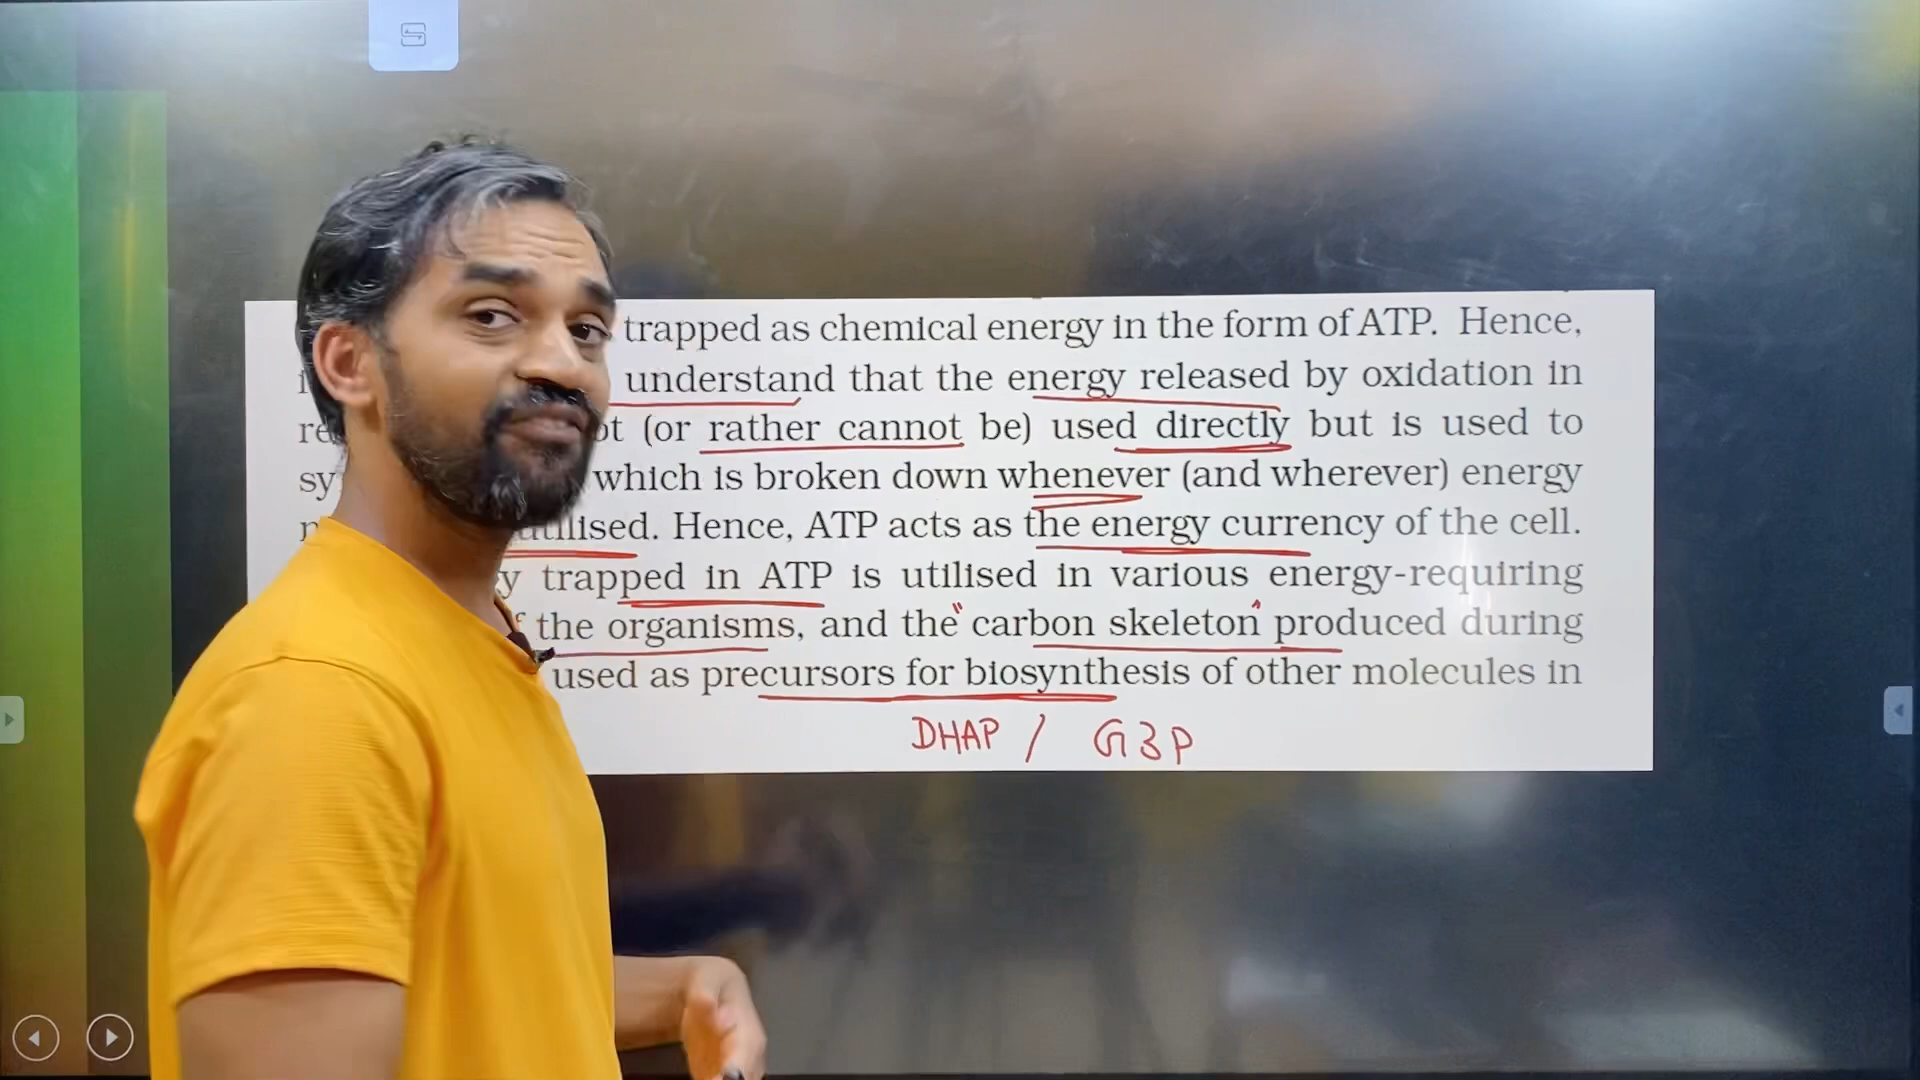 trapped as chemical energy in the form of ATP. Hence,
understand that the energy released by oxidation in
(or rather cannot be) used directly but is used to
which is broken down whenever (and wherever) energy
utilised. Hence, ATP acts as the energy currency of the cell.
trapped in ATP is utilised in various energy-requiring
the organisms, and the "carbon skeleton" produced during
used as precursors for biosynthesis of other molecules in
DHAP / G3P